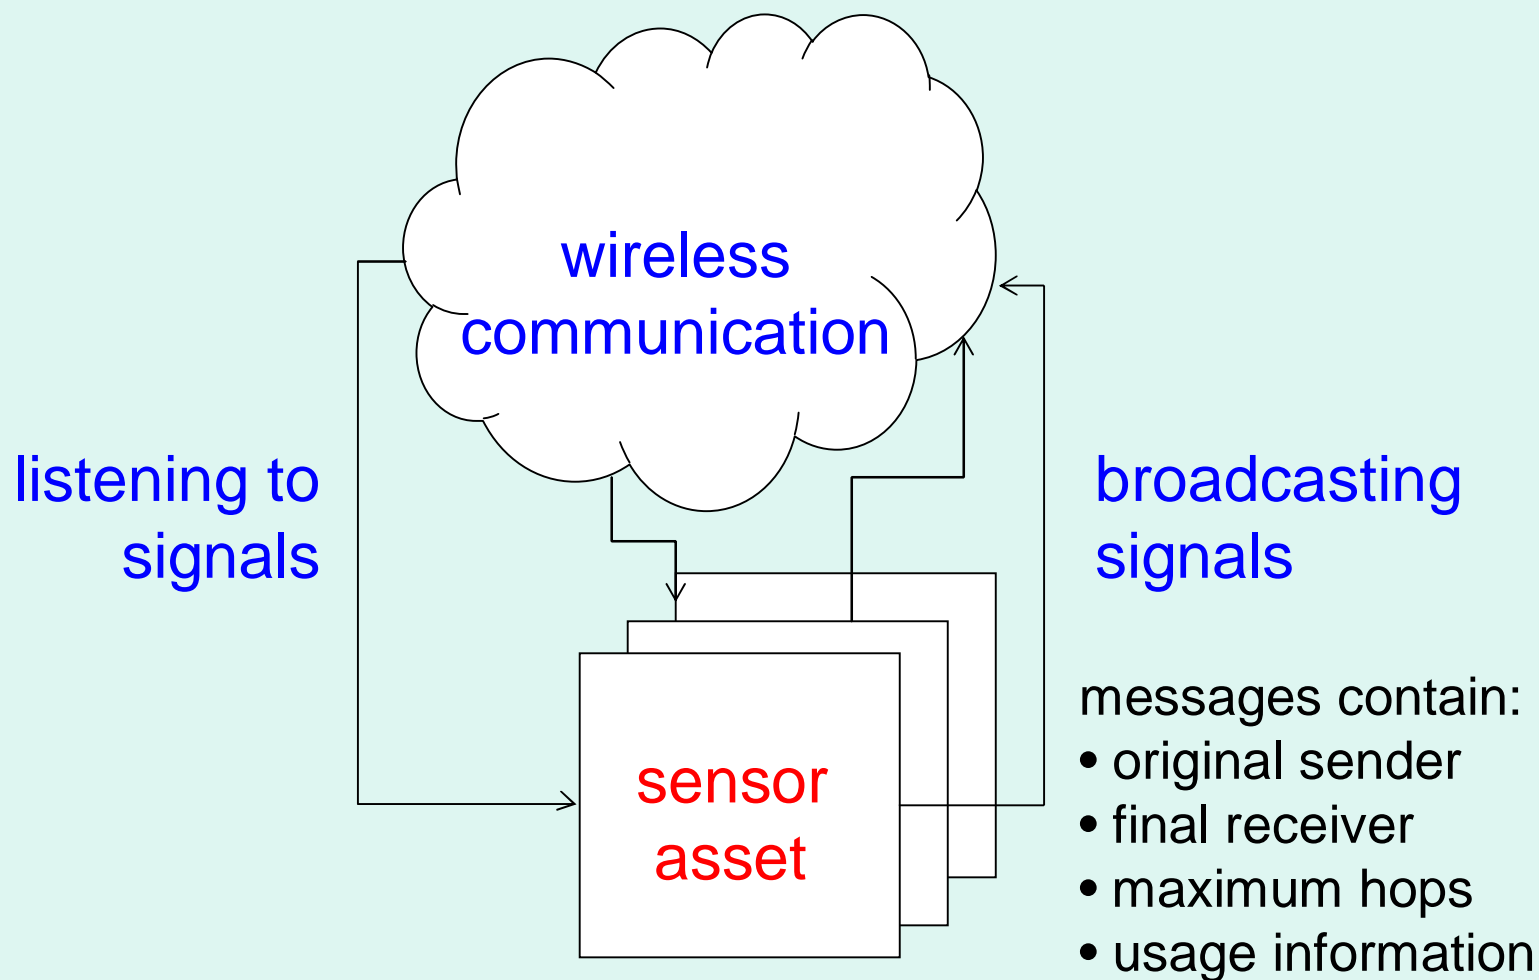 wireless
communication
listening to
signals
broadcasting
signals
sensor
asset
messages contain:
• original sender
• final receiver
• maximum hops
• usage information